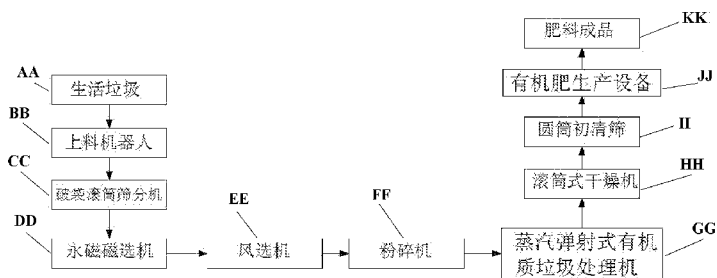 AA
生活垃圾
BB
上料机器人
CC
破袋滚筒筛分机
DD
永磁磁选机
EE
风选机
FF
粉碎机
GG
蒸汽弹射式有机
质垃圾处理机
HH
滚筒式干燥机
II
圆筒初清筛
JJ
有机肥生产设备
KK
肥料成品